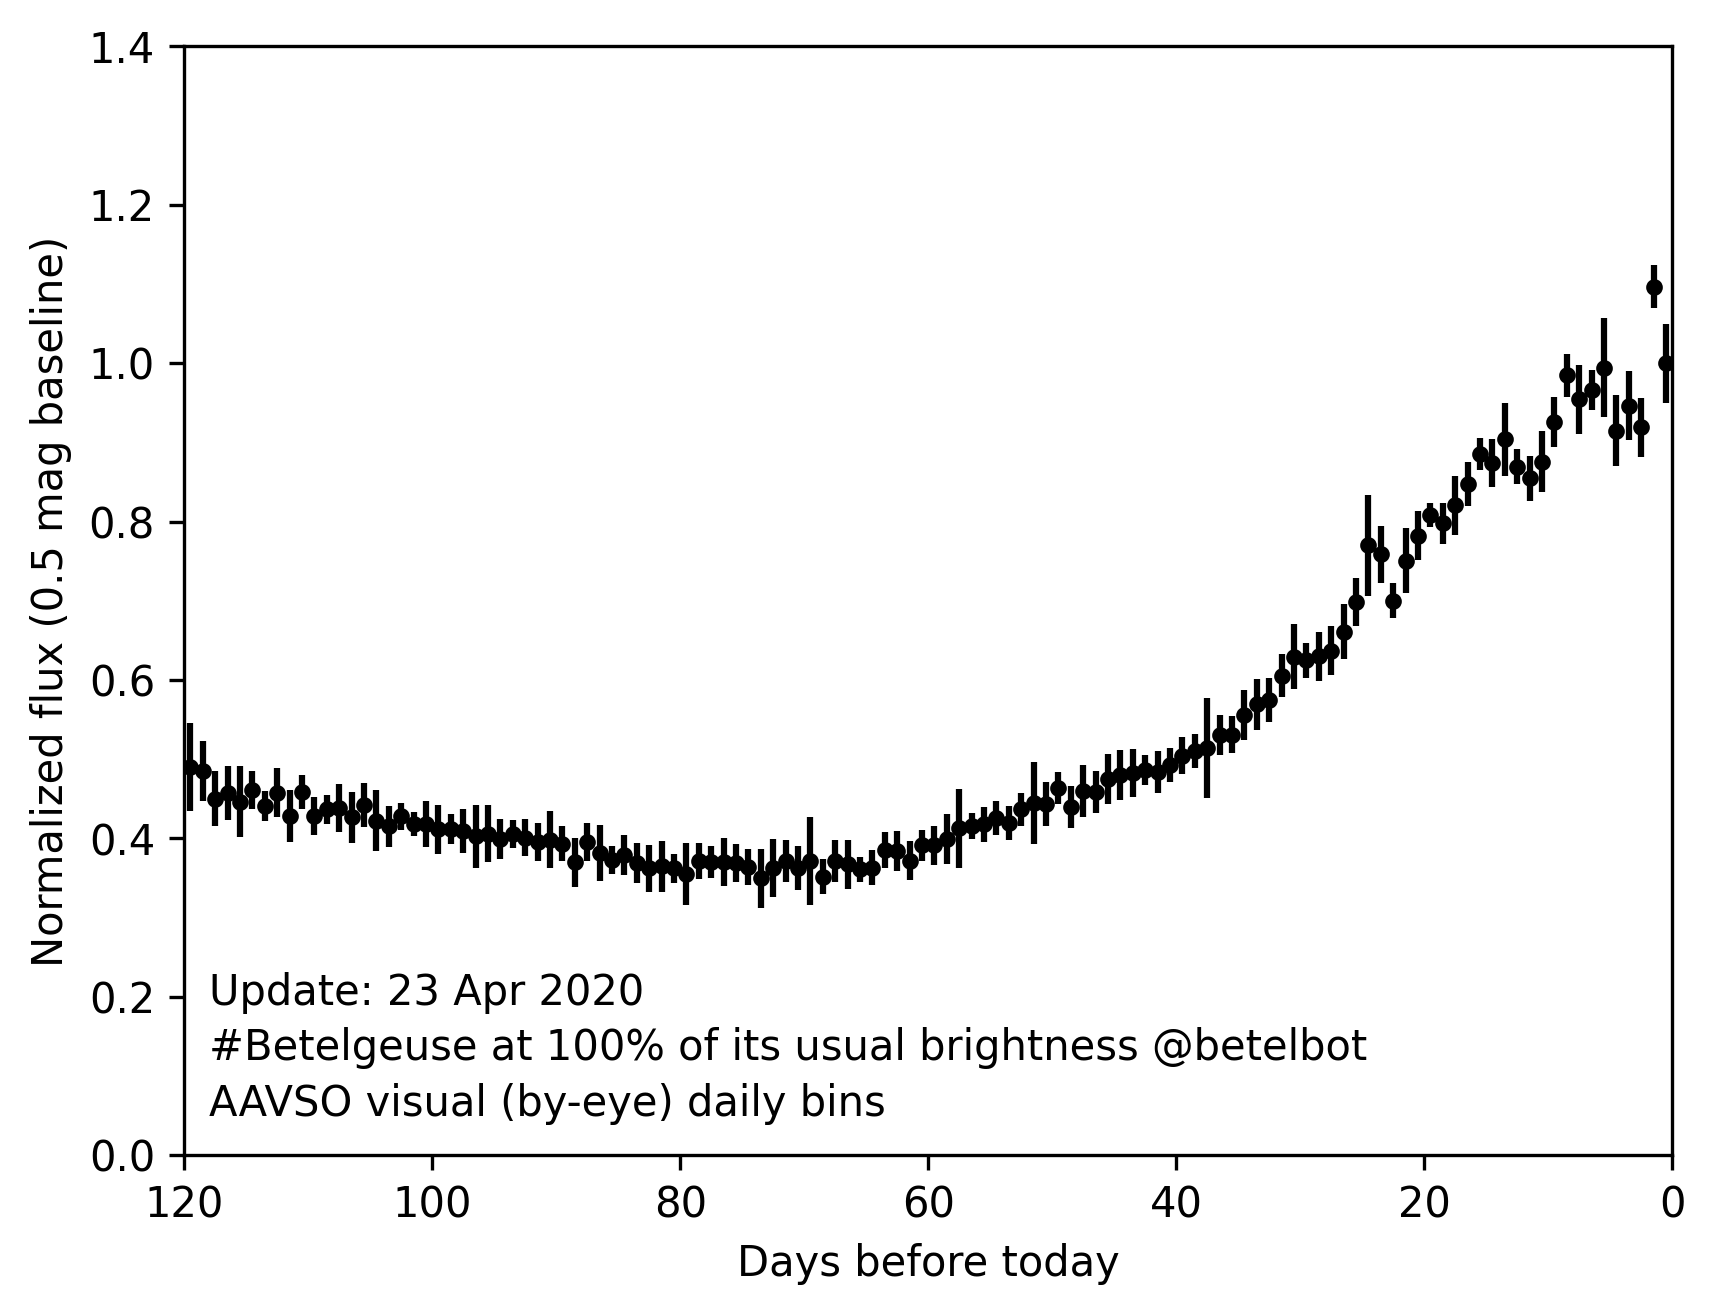 1.4
1.2
1.0
0.8
0.6
0.4
0.2
0.0
Normalized flux (0.5 mag baseline)
Update: 23 Apr 2020
#Betelgeuse at 100% of its usual brightness @betelbot
AAVSO visual (by-eye) daily bins
120 100 80 60 40 20 0
Days before today